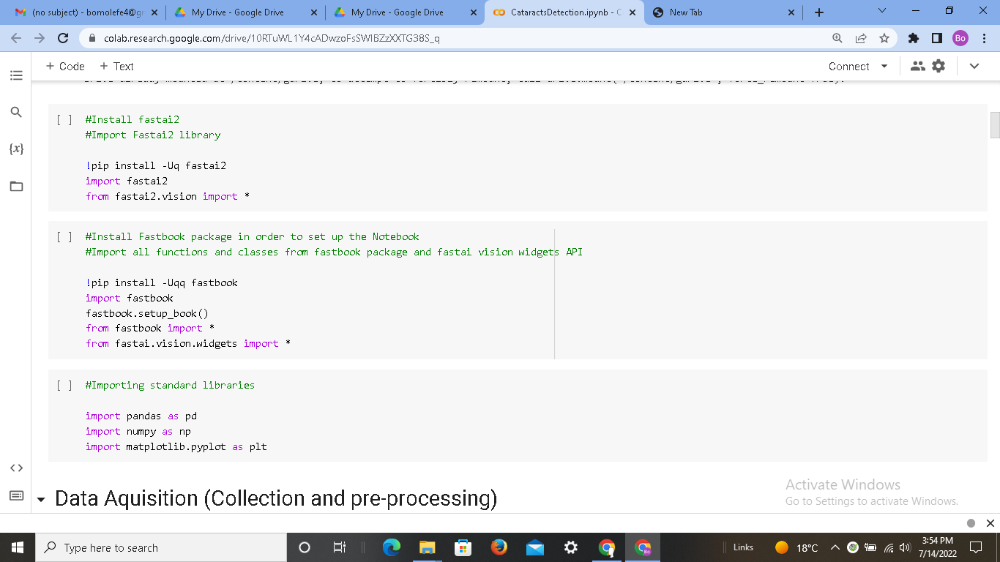 (no subject) - bomolefe4@gr
My Drive - Google Drive
My Drive - Google Drive
CataractsDetection.ipynb - C
New Tab
colab.research.google.com/drive/10RTuWL1Y4cADwzoFsSWIBZzXXTG38S_q
Bo
+ Code + Text
Connect
[ ] #Install fastai2
#Import Fastai2 library
!pip install -Uq fastai2
import fastai2
from fastai2.vision import *
[ ] #Install Fastbook package in order to set up the Notebook
#Import all functions and classes from fastbook package and fastai vision widgets API
!pip install -Uqq fastbook
import fastbook
fastbook.setup_book()
from fastbook import *
from fastai.vision.widgets import *
[ ] #Importing standard libraries
import pandas as pd
import numpy as np
import matplotlib.pyplot as plt
Data Aquisition (Collection and pre-processing)
Activate Windows
Go to Settings to activate Windows.
Type here to search
Links
18°C
3:54 PM
7/14/2022